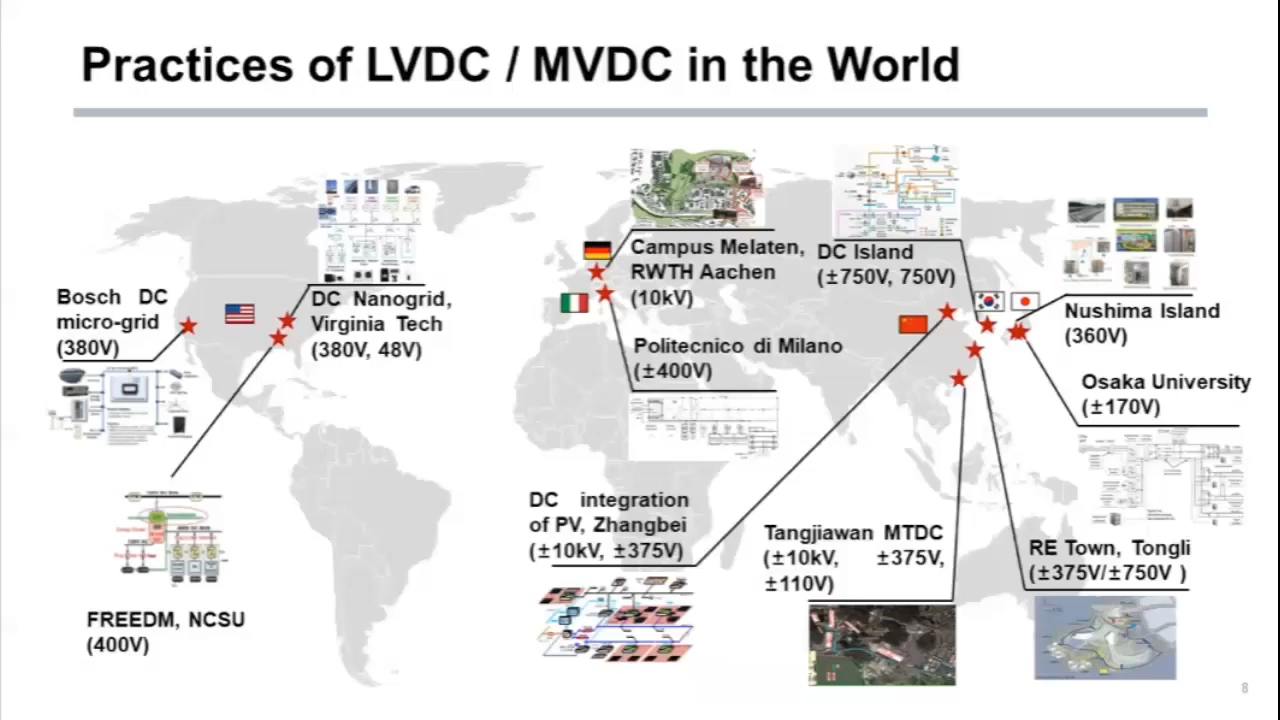 Practices of LVDC / MVDC in the World
Bosch DC
micro-grid
(380V)
DC Nanogrid,
Virginia Tech
(380V, 48V)
FREEDM, NCSU
(400V)
Campus Melaten,
RWTH Aachen
(10kV)
Politecnico di Milano
(±400V)
DC Island
(±750V, 750V)
Nushima Island
(360V)
Osaka University
(±170V)
DC integration
of PV, Zhangbei
(±10kV, ±375V)
Tangjiawan MTDC
(±10kV, ±375V,
±110V)
RE Town, Tongli
(±375V/±750V )
8